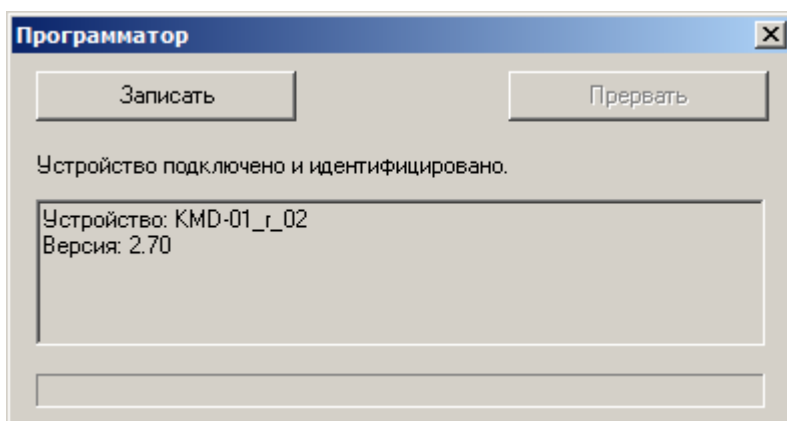 Программатор
Записать
Прервать
Устройство подключено и идентифицировано.
Устройство: KMD-01_r_02
Версия: 2.70